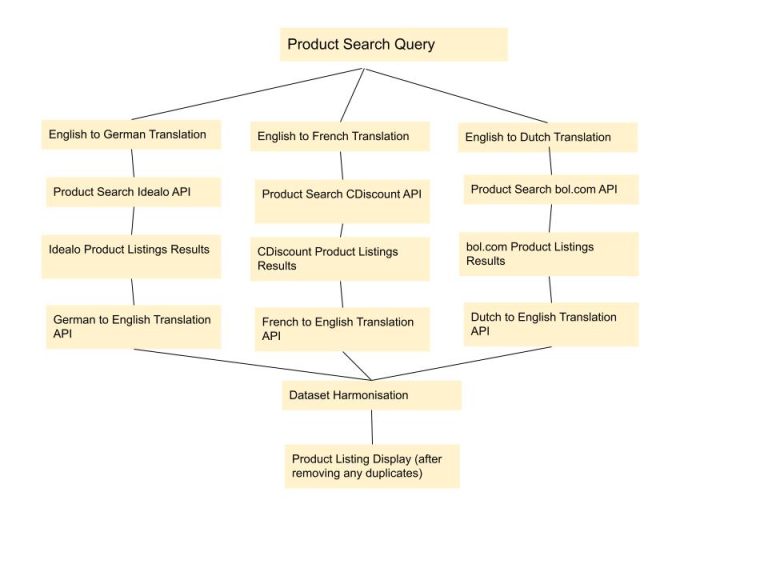 Product Search Query
English to German Translation
English to French Translation
English to Dutch Translation
Product Search Idealo API
Product Search CDiscount API
Product Search bol.com API
Idealo Product Listings Results
CDiscount Product Listings
Results
bol.com Product Listings
Results
German to English Translation
API
French to English Translation
API
Dutch to English Translation
API
Dataset Harmonisation
Product Listing Display (after
removing any duplicates)